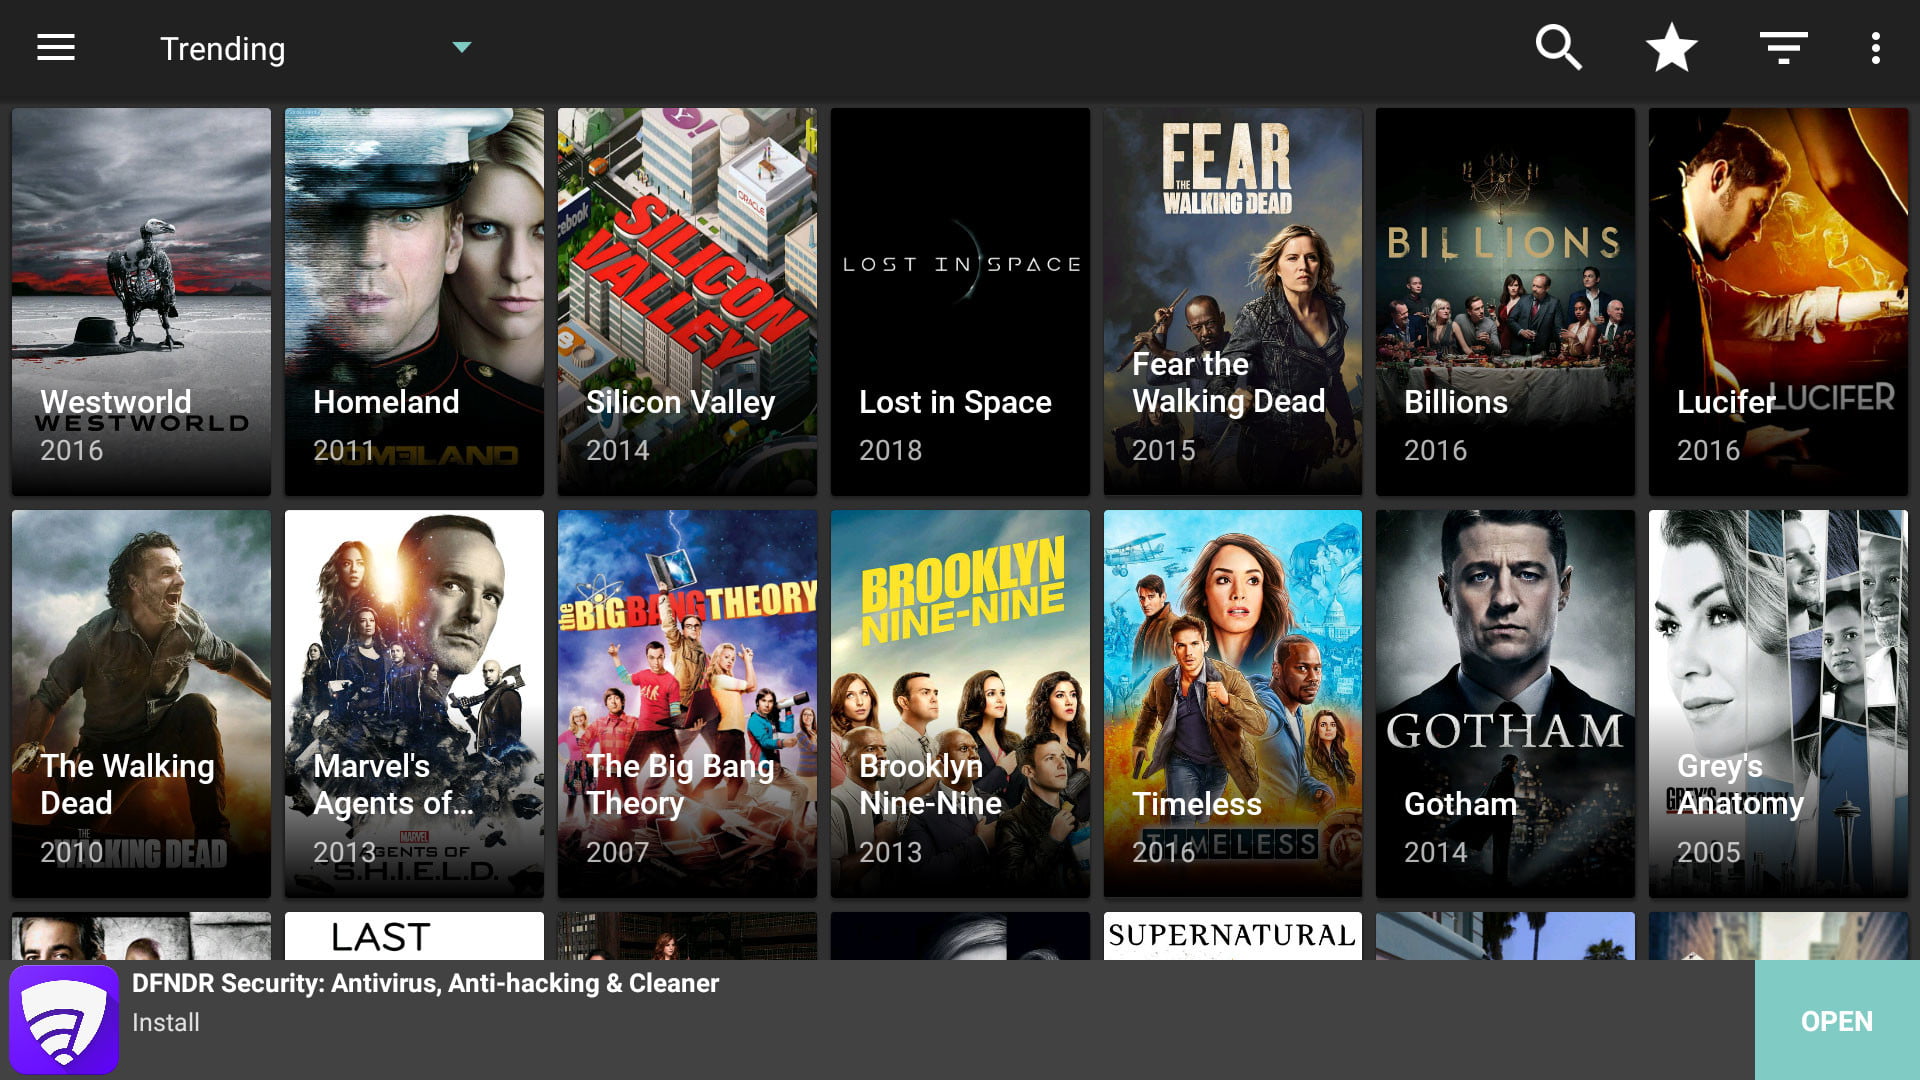 Trending
FEAR
THE
WALKING DEAD
BILLIONS
LOST IN SPACE
SILICON
VALLEY
facebook
ORACLE
Y!
Westworld
WESTWORLD
2016
Homeland
2011
HOMELAND
Silicon Valley
2014
Lost in Space
2018
Fear the
Walking Dead
2015
Billions
2016
Lucifer
LUCIFER
2016
the BIG BANG THEORY
BROOKLYN
NINE-NINE
GOTHAM
The Walking
Dead
2010
THE
WALKING DEAD
Marvel's
Agents of...
2013
MARVEL
AGENTS OF
S.H.I.E.L.D.
The Big Bang
Theory
2007
Brooklyn
Nine-Nine
2013
Timeless
2016
TIMELESS
Gotham
2014
Grey's
Anatomy
GREY'S ANATOMY
2005
LAST
SUPERNATURAL
DFNDR Security: Antivirus, Anti-hacking & Cleaner
Install
OPEN